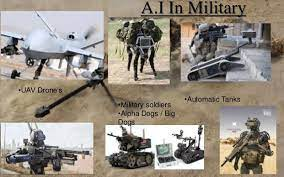 A.I In Military
•UAV Drone's
•Military soldiers
•Alpha Dogs / Big
Dogs
•Automatic Tanks